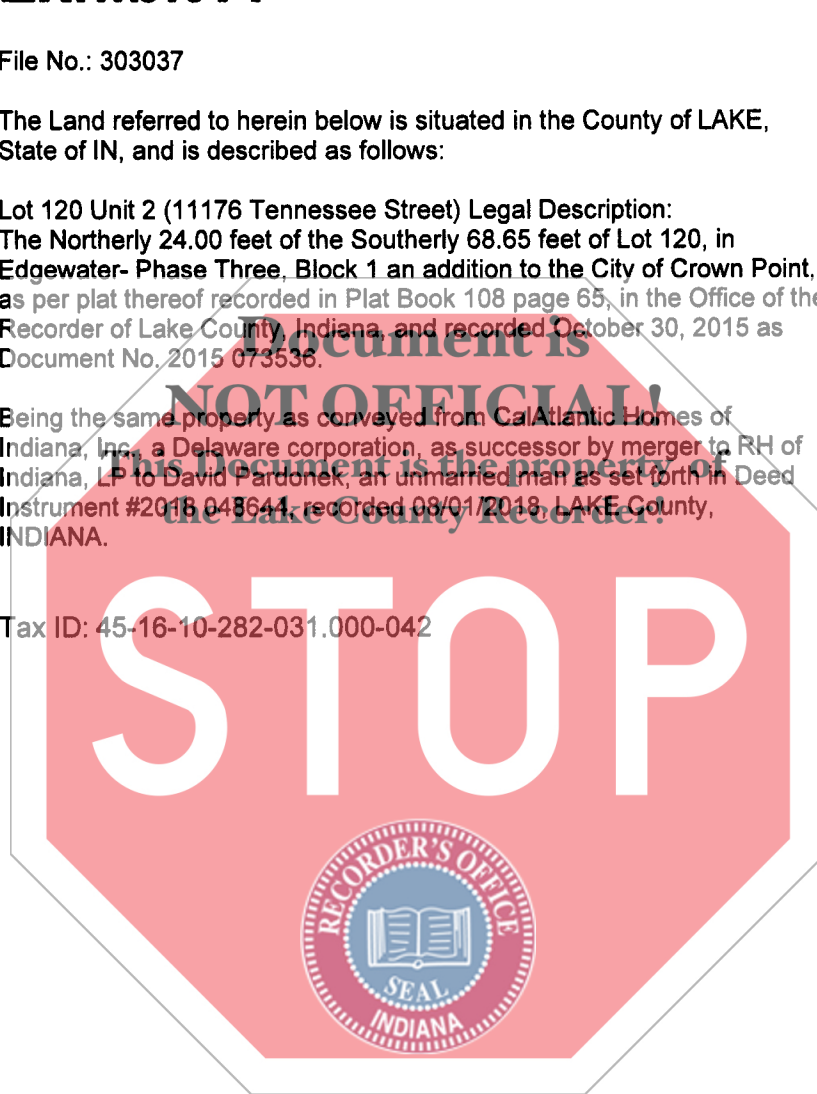 File No.: 303037
The Land referred to herein below is situated in the County of LAKE,
State of IN, and is described as follows:
Lot 120 Unit 2 (11176 Tennessee Street) Legal Description:
The Northerly 24.00 feet of the Southerly 68.65 feet of Lot 120, in
Edgewater- Phase Three, Block 1 an addition to the City of Crown Point,
as per plat thereof recorded in Plat Book 108 page 65, in the Office of the
Recorder of Lake County, Indiana, and recorded October 30, 2015 as
Document No. 2015 073536.
Being the same property as conveyed from CalAtlantic Homes of
Indiana, Inc., a Delaware corporation, as successor by merger to RH of
Indiana, LP to David Pardonek, an unmarried man as set forth in Deed
Instrument #2018 048644, recorded 08/01/2018, LAKE County,
INDIANA.
Tax ID: 45-16-10-282-031.000-042
Document is
NOT OFFICIAL!
This Document is the property of
the Lake County Recorder!
STOP
RECORDER'S OFFICE
SEAL
INDIANA